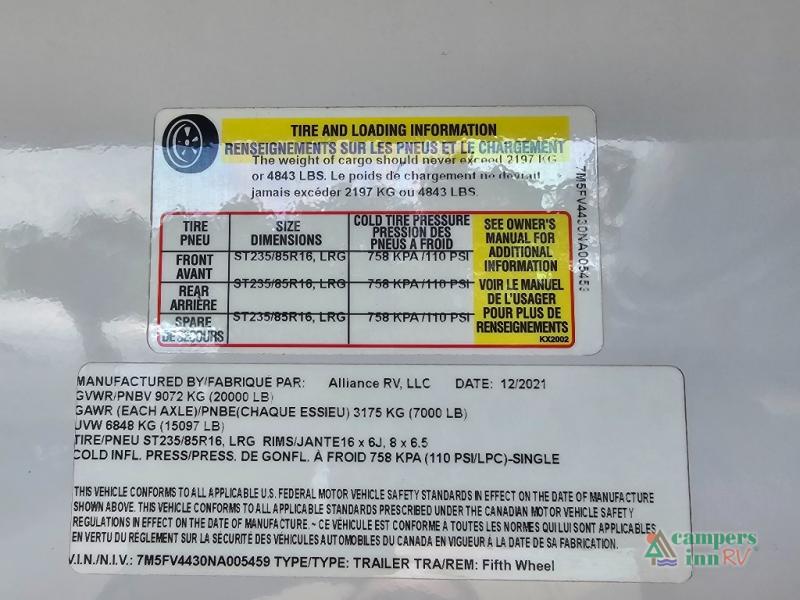 TIRE AND LOADING INFORMATION
RENSEIGNEMENTS SUR LES PNEUS ET LE CHARGEMENT
The weight of cargo should never exceed 2197 KG
or 4843 LBS. Le poids de chargement ne devrait
jamais excéder 2197 KG ou 4843 LBS.
TIRE PNEU
SIZE DIMENSIONS
COLD TIRE PRESSURE PRESSION DES PNEUS A FROID
SEE OWNER'S MANUAL FOR ADDITIONAL INFORMATION
FRONT AVANT
ST235/85R16, LRG
758 KPA /110 PSI
REAR ARRIÈRE
ST235/85R16, LRG
758 KPA /110 PSI
VOIR LE MANUEL DE L'USAGER POUR PLUS DE RENSEIGNEMENTS
SPARE DE SECOURS
ST235/85R16, LRG
758 KPA /110 PSI
KX2002
7M5FV4430NA005459
MANUFACTURED BY/FABRIQUÉ PAR: Alliance RV, LLC DATE: 12/2021
GVWR/PNBV 9072 KG (20000 LB)
GAWR (EACH AXLE)/PNBE(CHAQUE ESSIEU) 3175 KG (7000 LB)
UVW 6848 KG (15097 LB)
TIRE/PNEU ST235/85R16, LRG RIMS/JANTE16 x 6J, 8 x 6.5
COLD INFL. PRESS/PRESS. DE GONFL. À FROID 758 KPA (110 PSI/LPC)-SINGLE
THIS VEHICLE CONFORMS TO ALL APPLICABLE U.S. FEDERAL MOTOR VEHICLE SAFETY STANDARDS IN EFFECT ON THE DATE OF MANUFACTURE
SHOWN ABOVE. THIS VEHICLE CONFORMS TO ALL APPLICABLE STANDARDS PRESCRIBED UNDER THE CANADIAN MOTOR VEHICLE SAFETY
REGULATIONS IN EFFECT ON THE DATE OF MANUFACTURE. ~ CE VÉHICULE EST CONFORME À TOUTES LES NORMES QUI LUI SONT APPLICABLES
EN VERTU DU RÈGLEMENT SUR LA SÉCURITÉ DES VÉHICULES AUTOMOBILES DU CANADA EN VIGUEUR À LA DATE DE SA FABRICATION.
V.I.N./N.I.V.: 7M5FV4430NA005459 TYPE/TYPE: TRAILER TRA/REM: Fifth Wheel
campers
inn RV